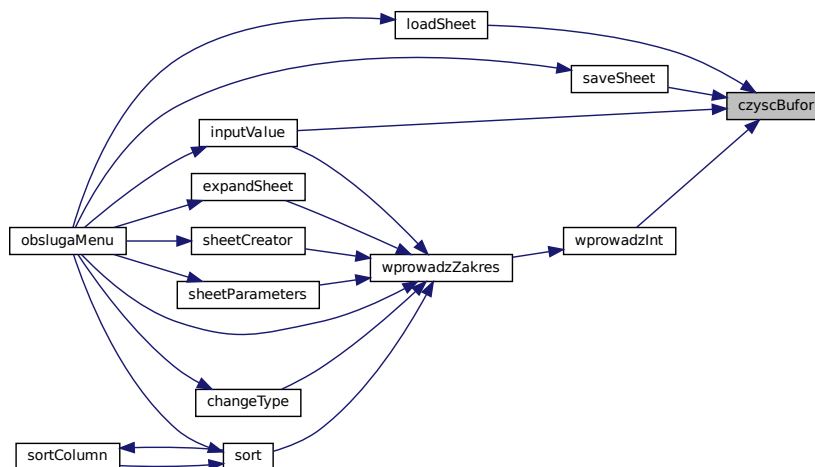 loadSheet
saveSheet
czyscBufor
inputValue
expandSheet
obslugaMenu
sheetCreator
wprowadzInt
wprowadzZakres
sheetParameters
changeType
sortColumn
sort